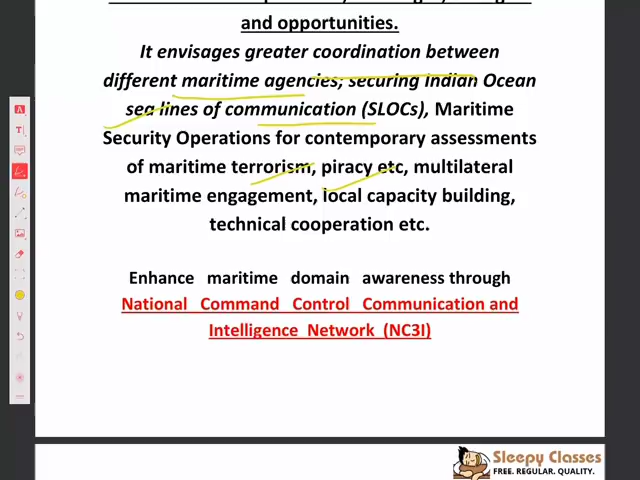 and opportunities.
It envisages greater coordination between
different maritime agencies; securing Indian Ocean
sea lines of communication (SLOCs), Maritime
Security Operations for contemporary assessments
of maritime terrorism, piracy etc, multilateral
maritime engagement, local capacity building,
technical cooperation etc.
Enhance maritime domain awareness through
National Command Control Communication and
Intelligence Network (NC3I)
Sleepy Classes
FREE. REGULAR. QUALITY.